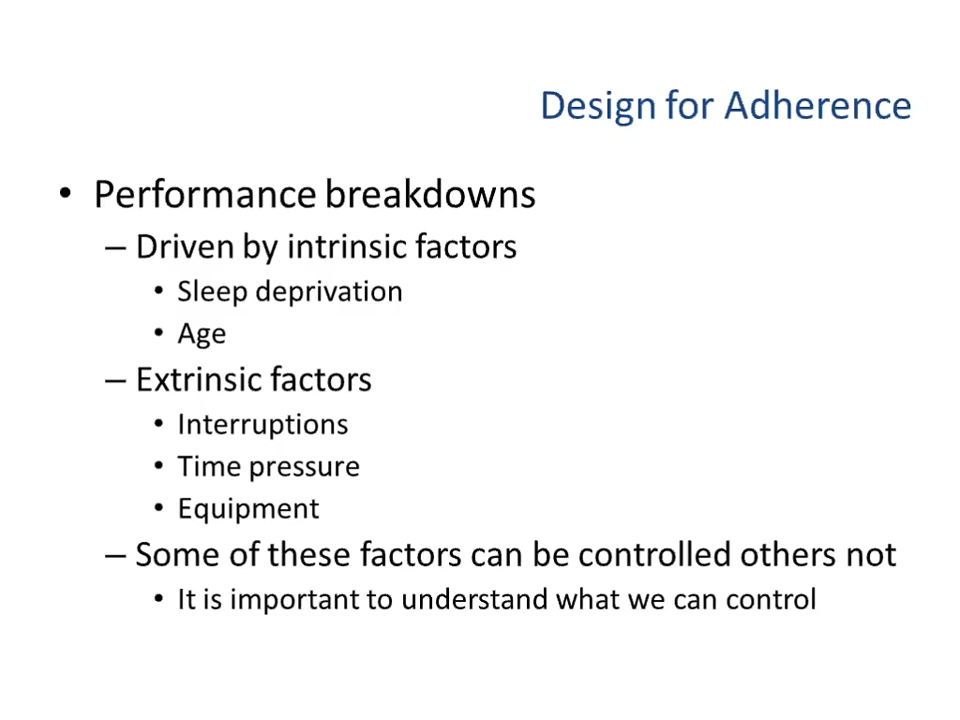 Design for Adherence
• Performance breakdowns
– Driven by intrinsic factors
• Sleep deprivation
• Age
– Extrinsic factors
• Interruptions
• Time pressure
• Equipment
– Some of these factors can be controlled others not
• It is important to understand what we can control